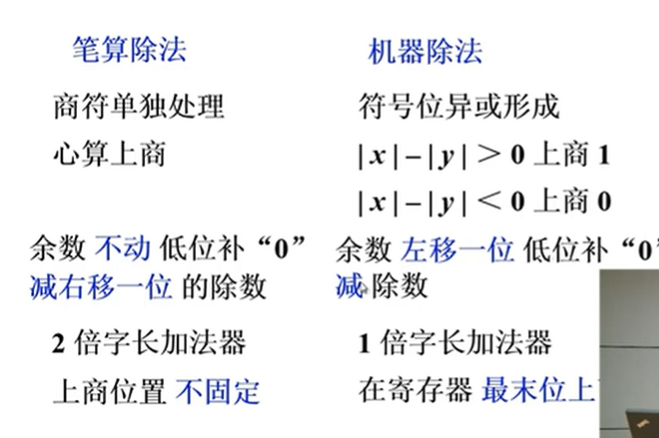 笔算除法
商符单独处理
心算上商
余数 不动 低位补“0”
减右移一位 的除数
2 倍字长加法器
上商位置 不固定
机器除法
符号位异或形成
|x|–|y|＞0 上商 1
|x|–|y|＜0 上商 0
余数 左移一位 低位补“0”
减 除数
1 倍字长加法器
在寄存器 最末位上